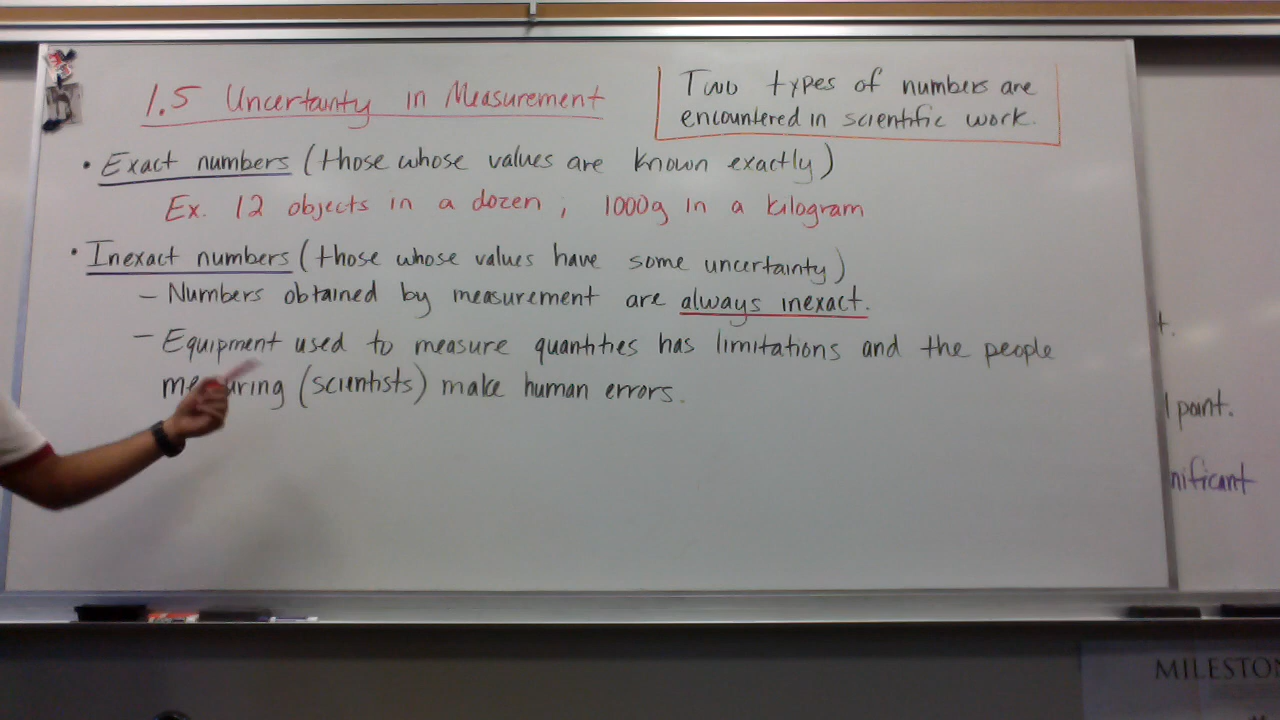 1.5 Uncertainty in Measurement
Two types of numbers are
encountered in scientific work.
• Exact numbers (those whose values are known exactly)
Ex. 12 objects in a dozen ; 1000g in a kilogram
• Inexact numbers (those whose values have some uncertainty)
– Numbers obtained by measurement are always inexact.
– Equipment used to measure quantities has limitations and the people
measuring (scientists) make human errors.
t.
point.
nificant
MILESTO